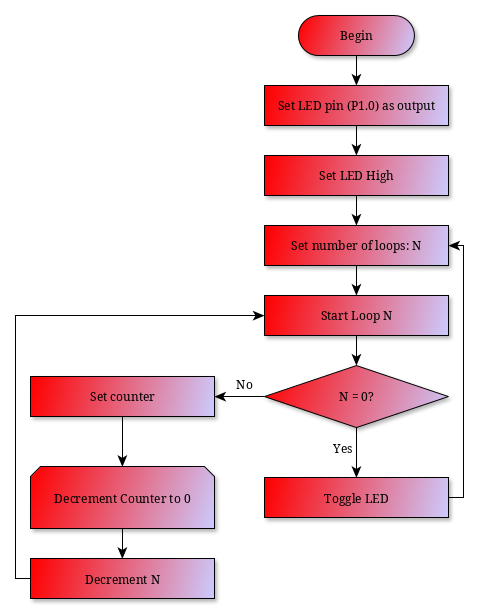 Begin
Set LED pin (P1.0) as output
Set LED High
Set number of loops: N
Start Loop N
N = 0?
No
Set counter
Yes
Decrement Counter to 0
Toggle LED
Decrement N